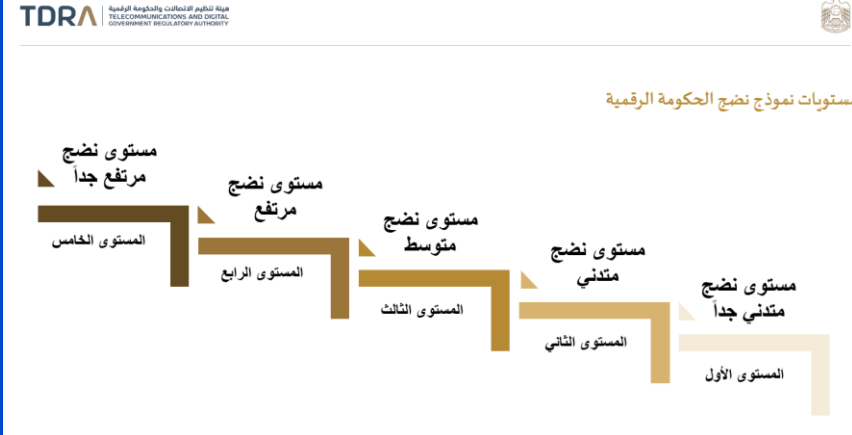 هيئة تنظيم الاتصالات والحكومة الرقمية
TDRA
TELECOMMUNICATIONS AND DIGITAL
GOVERNMENT REGULATORY AUTHORITY
مستويات نموذج نضج الحكومة الرقمية
مستوى نضج
متدني جداً
المستوى الأول
مستوى نضج
متدني
المستوى الثاني
مستوى نضج
متوسط
المستوى الثالث
مستوى نضج
مرتفع
المستوى الرابع
مستوى نضج
مرتفع جداً
المستوى الخامس